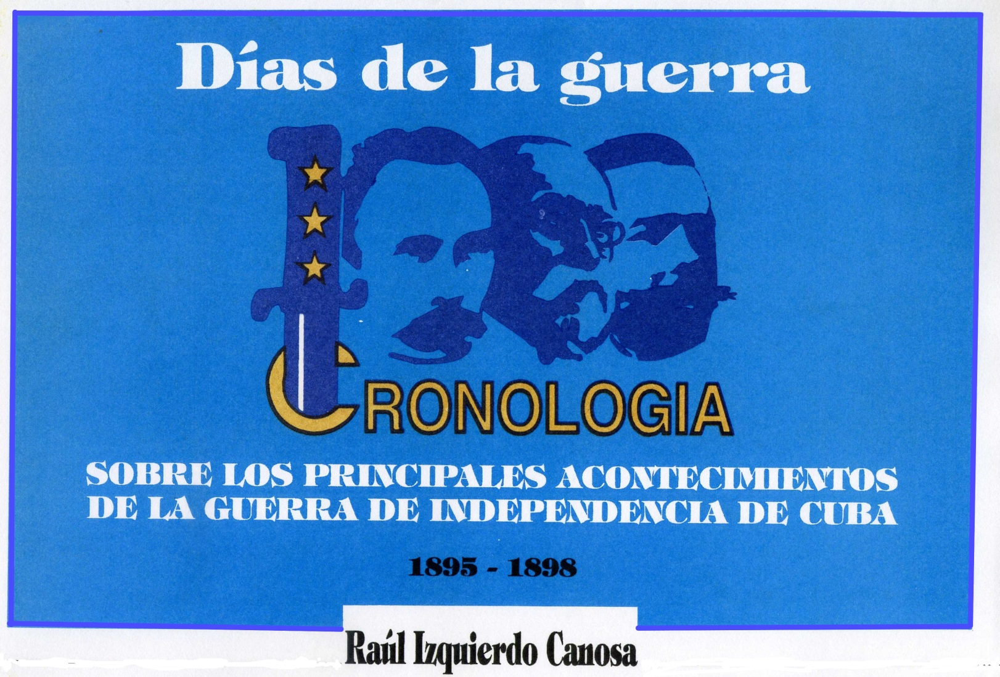 Días de la guerra
CRONOLOGIA
SOBRE LOS PRINCIPALES ACONTECIMIENTOS
DE LA GUERRA DE INDEPENDENCIA DE CUBA
1895 - 1898
Raúl Izquierdo Canosa